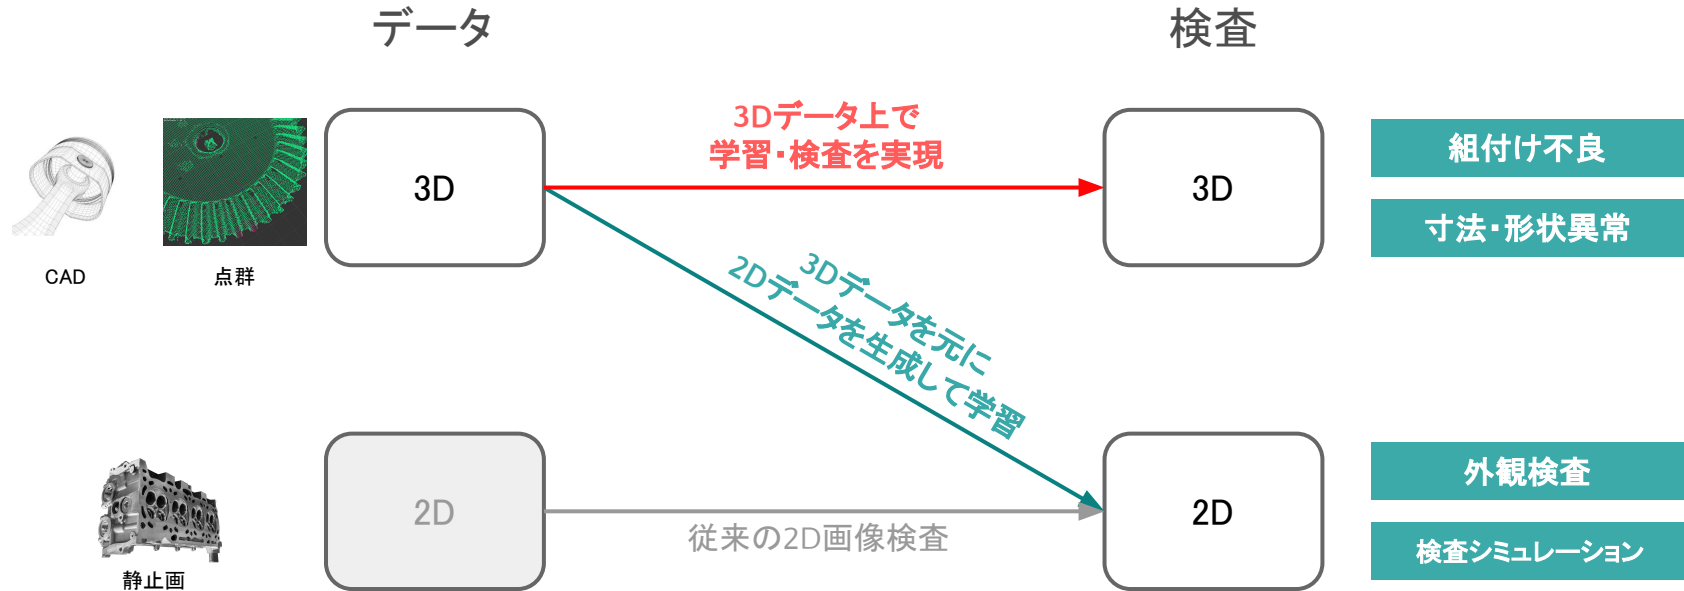 データ
検査
3Dデータ上で
学習・検査を実現
3D
3D
組付け不良
寸法・形状異常
CAD
点群
3Dデータを元に
2Dデータを生成して学習
2D
2D
従来の2D画像検査
外観検査
検査シミュレーション
静止画